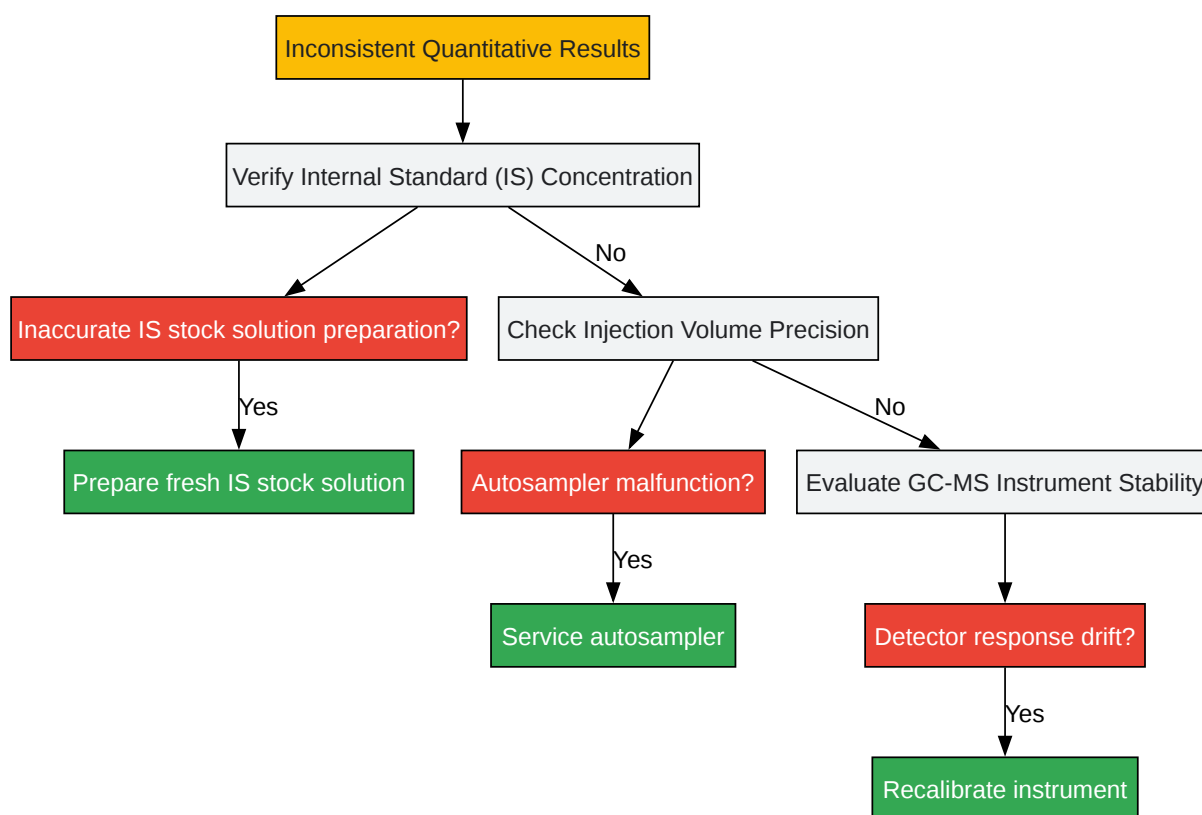 Inconsistent Quantitative Results
Verify Internal Standard (IS) Concentration
No
Inaccurate IS stock solution preparation?
Check Injection Volume Precision
Yes
No
Prepare fresh IS stock solution
Autosampler malfunction?
Evaluate GC-MS Instrument Stability
Yes
Service autosampler
Detector response drift?
Yes
Recalibrate instrument